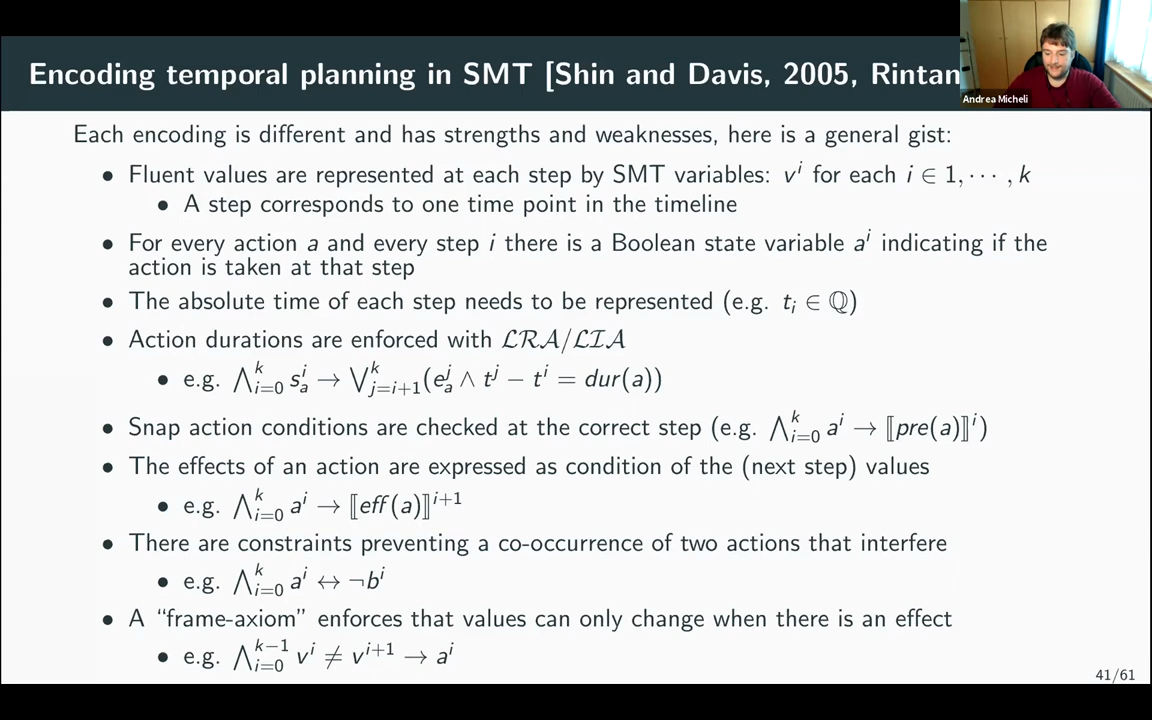 Encoding temporal planning in SMT [Shin and Davis, 2005, Rintan
Andrea Micheli
Each encoding is different and has strengths and weaknesses, here is a general gist:
• Fluent values are represented at each step by SMT variables: vⁱ for each i ∈ 1, ⋯ , k
• A step corresponds to one time point in the timeline
• For every action a and every step i there is a Boolean state variable aⁱ indicating if the
action is taken at that step
• The absolute time of each step needs to be represented (e.g. tᵢ ∈ ℚ)
• Action durations are enforced with ℒℛ𝒜/ℒℐ𝒜
• e.g. ⋀_{i=0}^{k} s_a^i → ⋁_{j=i+1}^{k}(e_a^j ∧ t^j − t^i = dur(a))
• Snap action conditions are checked at the correct step (e.g. ⋀_{i=0}^{k} a^i → ⟦pre(a)⟧^i)
• The effects of an action are expressed as condition of the (next step) values
• e.g. ⋀_{i=0}^{k} a^i → ⟦eff(a)⟧^{i+1}
• There are constraints preventing a co-occurrence of two actions that interfere
• e.g. ⋀_{i=0}^{k} a^i ↔ ¬b^i
• A “frame-axiom” enforces that values can only change when there is an effect
• e.g. ⋀_{i=0}^{k−1} v^i ≠ v^{i+1} → a^i
41/61